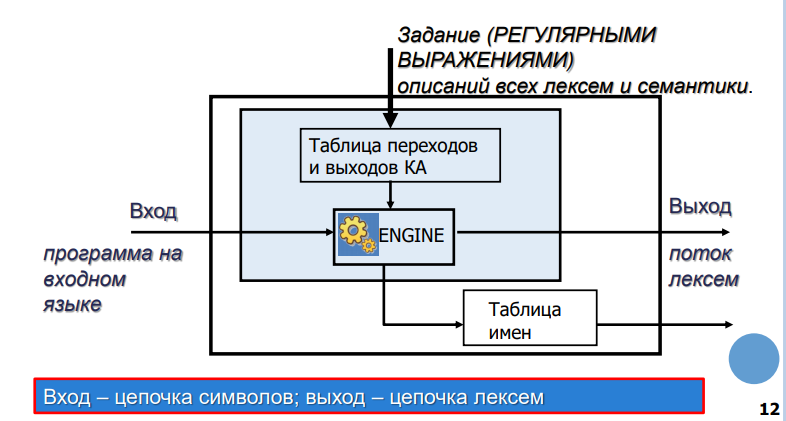 Задание (РЕГУЛЯРНЫМИ
ВЫРАЖЕНИЯМИ)
описаний всех лексем и семантики.
Таблица переходов
и выходов КА
Вход
Выход
ENGINE
программа на
входном
языке
поток
лексем
Таблица
имен
Вход – цепочка символов; выход – цепочка лексем
12